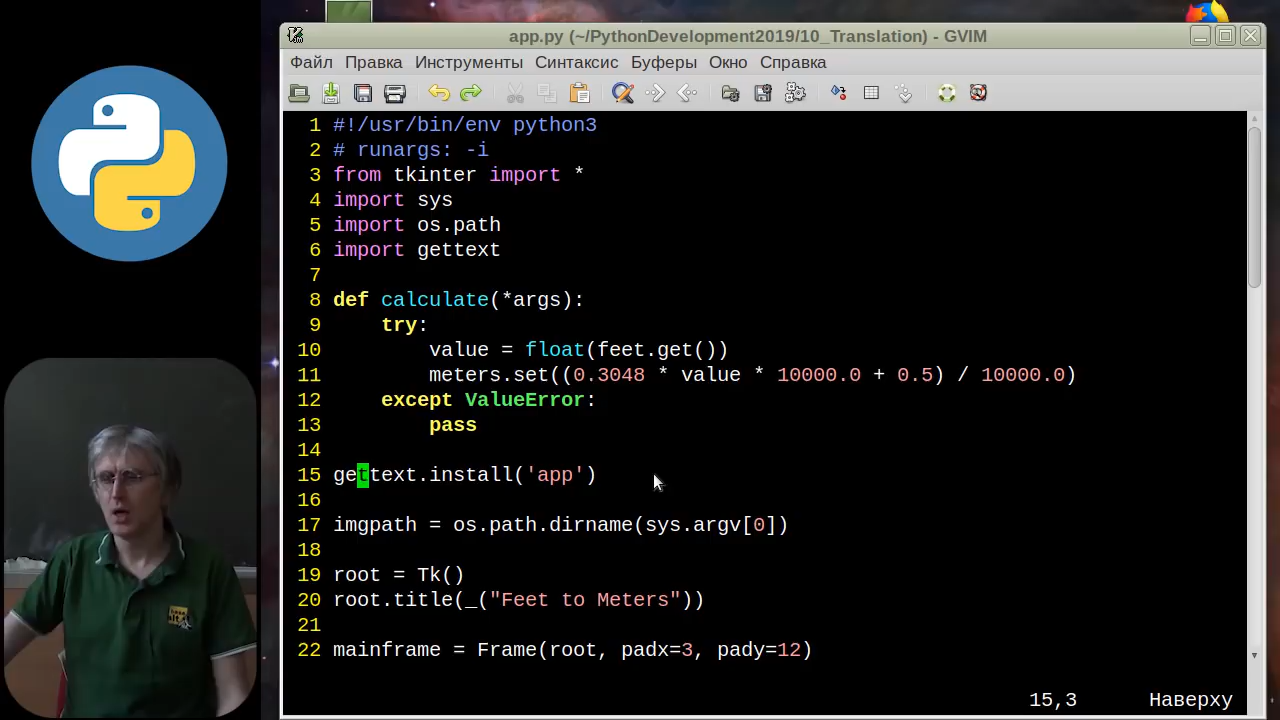 app.py (~/PythonDevelopment2019/10_Translation) - GVIM
Файл Правка Инструменты Синтаксис Буферы Окно Справка
1 #!/usr/bin/env python3
2 # runargs: -i
3 from tkinter import *
4 import sys
5 import os.path
6 import gettext
7
8 def calculate(*args):
9     try:
10         value = float(feet.get())
11         meters.set((0.3048 * value * 10000.0 + 0.5) / 10000.0)
12     except ValueError:
13         pass
14
15 gettext.install('app')
16
17 imgpath = os.path.dirname(sys.argv[0])
18
19 root = Tk()
20 root.title(_("Feet to Meters"))
21
22 mainframe = Frame(root, padx=3, pady=12)
15,3 Наверху